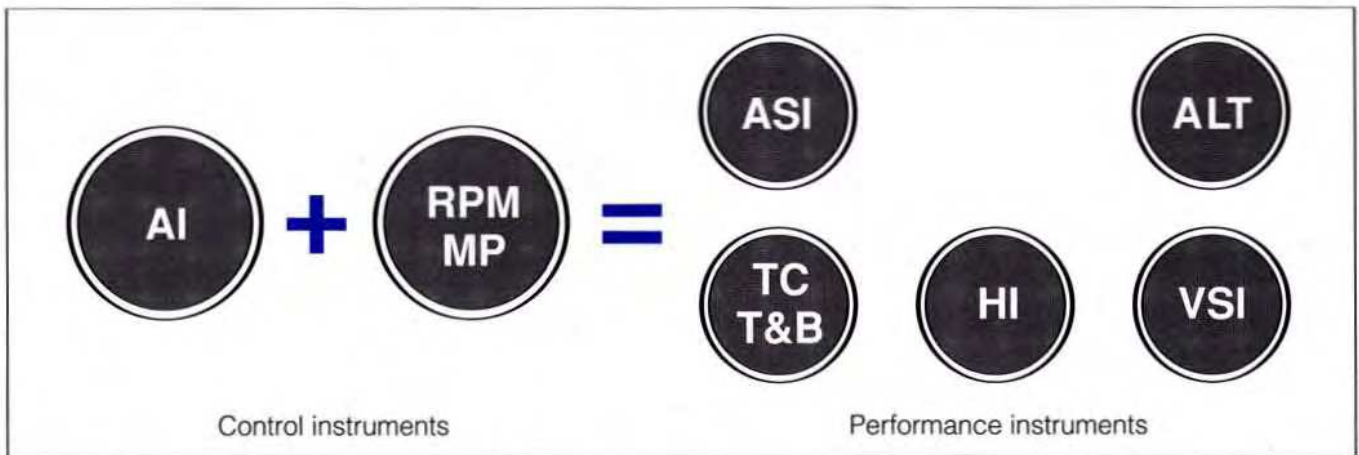 AI
+
RPM
MP
=
ASI
ALT
TC
T&B
HI
VSI
Control instruments
Performance instruments